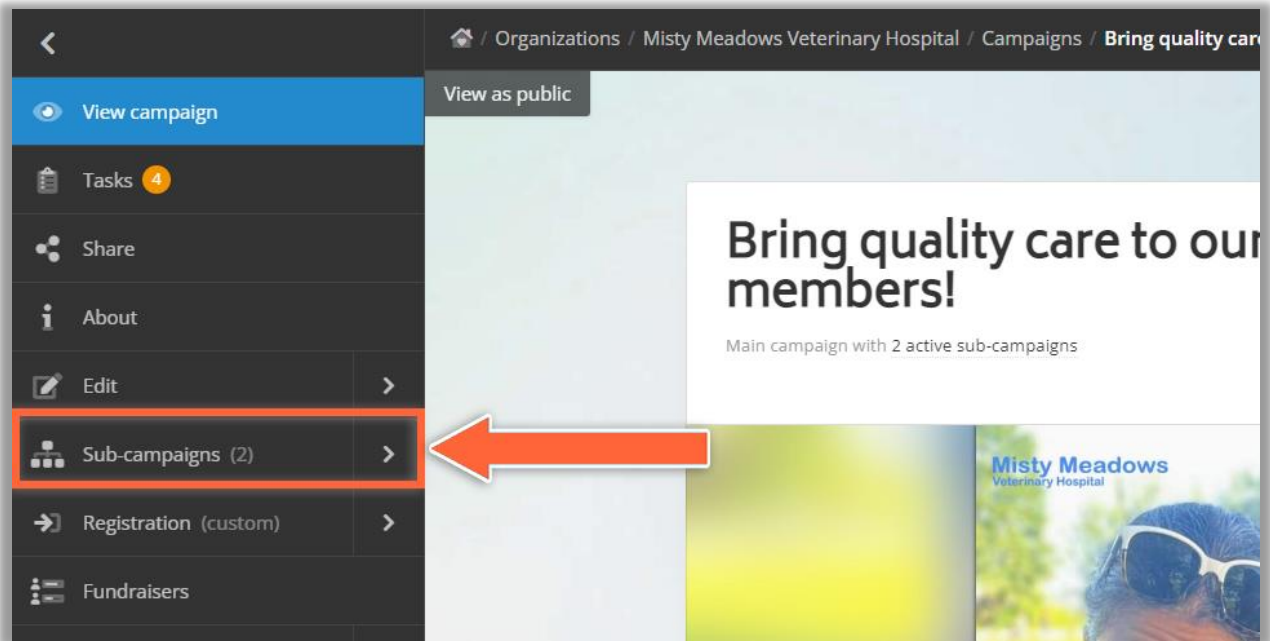 / Organizations / Misty Meadows Veterinary Hospital / Campaigns / Bring quality care
View campaign
View as public
Tasks 4
Share
About
Edit
Sub-campaigns (2)
Registration (custom)
Fundraisers
Bring quality care to our
members!
Main campaign with 2 active sub-campaigns
Misty Meadows
Veterinary Hospital